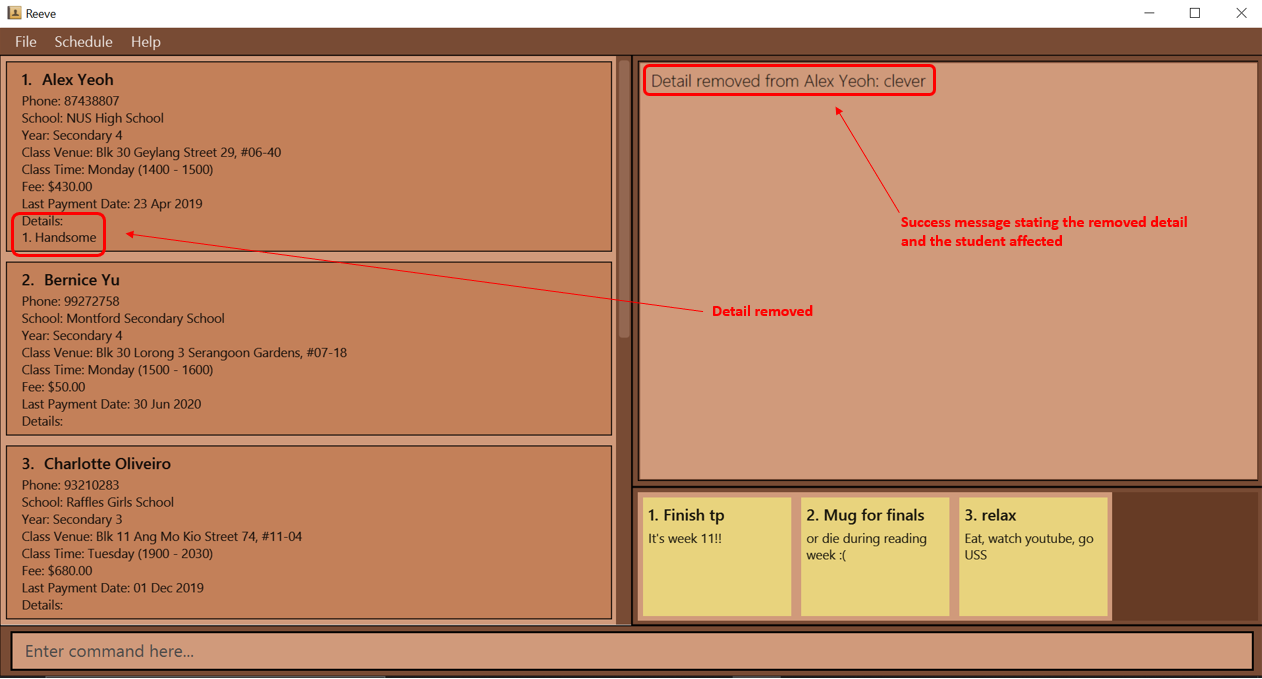 Reeve
File Schedule Help
1. Alex Yeoh
Phone: 87438807
School: NUS High School
Year: Secondary 4
Class Venue: Blk 30 Geylang Street 29, #06-40
Class Time: Monday (1400 - 1500)
Fee: $430.00
Last Payment Date: 23 Apr 2019
Details:
1. Handsome
2. Bernice Yu
Phone: 99272758
School: Montford Secondary School
Year: Secondary 4
Class Venue: Blk 30 Lorong 3 Serangoon Gardens, #07-18
Class Time: Monday (1500 - 1600)
Fee: $50.00
Last Payment Date: 30 Jun 2020
Details:
3. Charlotte Oliveiro
Phone: 93210283
School: Raffles Girls School
Year: Secondary 3
Class Venue: Blk 11 Ang Mo Kio Street 74, #11-04
Class Time: Tuesday (1900 - 2030)
Fee: $680.00
Last Payment Date: 01 Dec 2019
Details:
Detail removed from Alex Yeoh: clever
Success message stating the removed detail
and the student affected
Detail removed
1. Finish tp
It's week 11!!
2. Mug for finals
or die during reading
week :(
3. relax
Eat, watch youtube, go
USS
Enter command here...